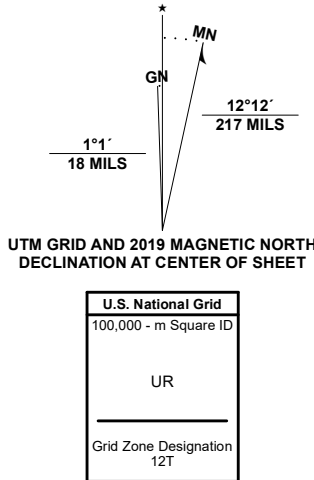 ★
MN
GN
12°12´
217 MILS
1°1´
18 MILS
UTM GRID AND 2019 MAGNETIC NORTH
DECLINATION AT CENTER OF SHEET
U.S. National Grid
100,000 - m Square ID
UR
Grid Zone Designation
12T